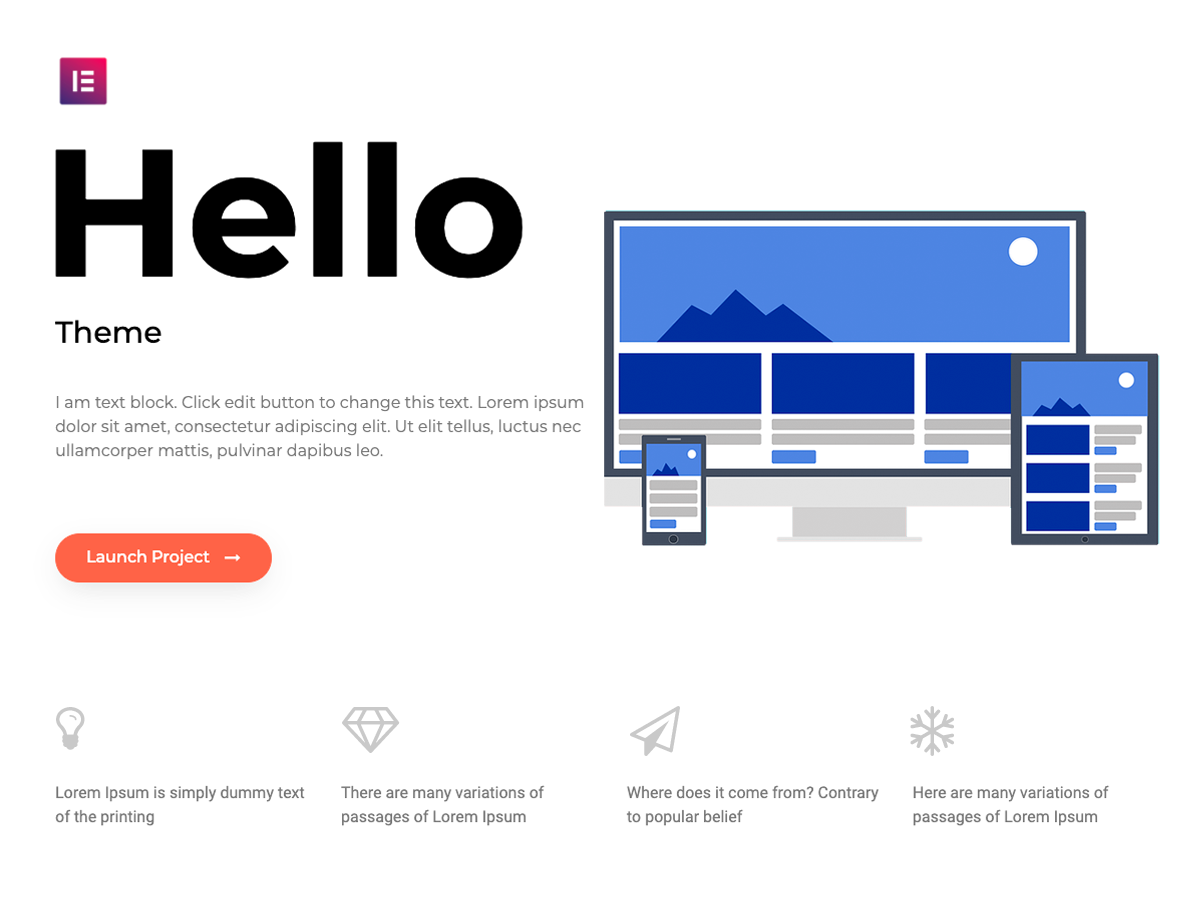 Hello
Theme
I am text block. Click edit button to change this text. Lorem ipsum
dolor sit amet, consectetur adipiscing elit. Ut elit tellus, luctus nec
ullamcorper mattis, pulvinar dapibus leo.
Launch Project →
Lorem Ipsum is simply dummy text
of the printing
There are many variations of
passages of Lorem Ipsum
Where does it come from? Contrary
to popular belief
Here are many variations of
passages of Lorem Ipsum